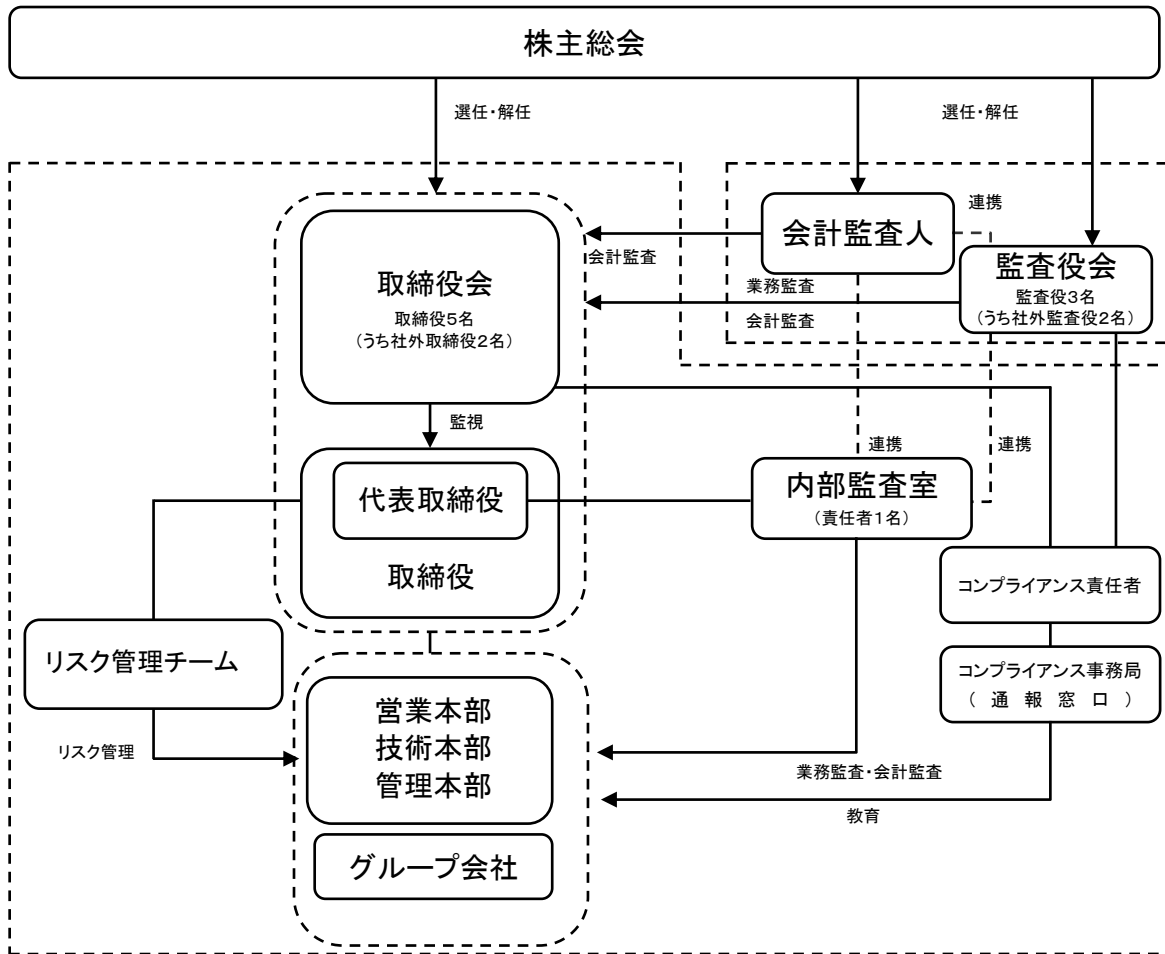 株主総会
選任・解任
選任・解任
連携
会計監査人
会計監査
監査役会
監査役3名
（うち社外監査役2名）
取締役会
取締役5名
（うち社外取締役2名）
業務監査
会計監査
監視
連携
連携
代表取締役
取締役
内部監査室
（責任者1名）
コンプライアンス責任者
リスク管理チーム
コンプライアンス事務局
（通報窓口）
営業本部
技術本部
管理本部
リスク管理
業務監査・会計監査
教育
グループ会社